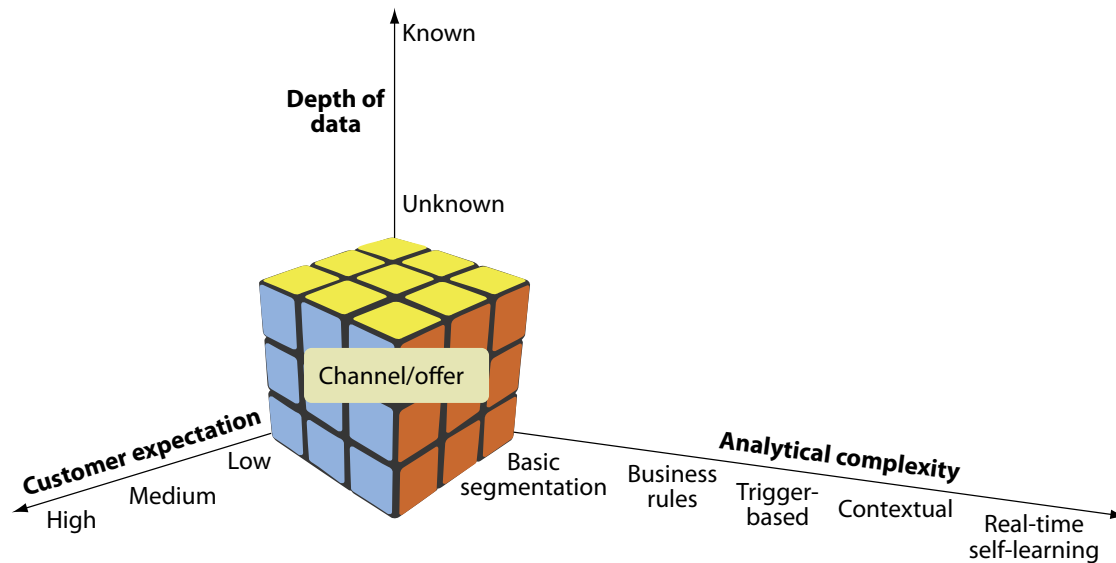 Known
Depth of
data
Unknown
Channel/offer
Customer expectation
Low
Medium
High
Analytical complexity
Basic
segmentation
Business
rules
Trigger-
based
Contextual
Real-time
self-learning